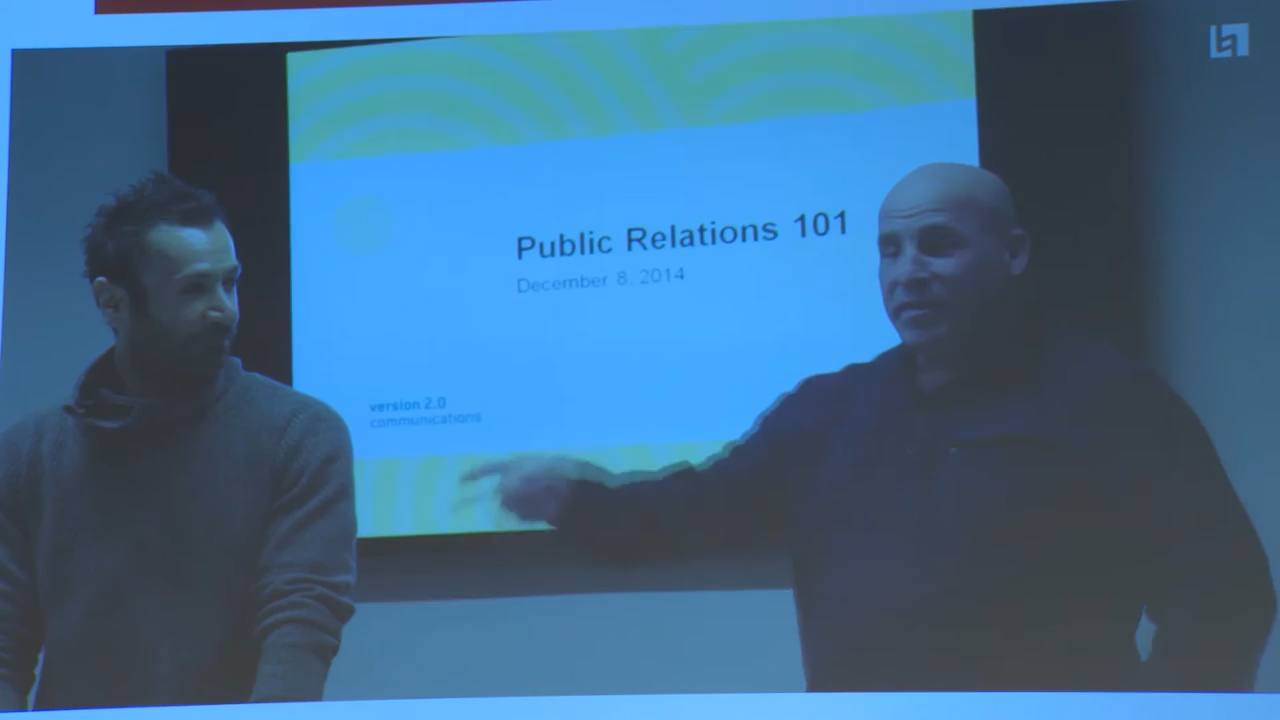 Public Relations 101
December 8, 2014
version 2.0
communications